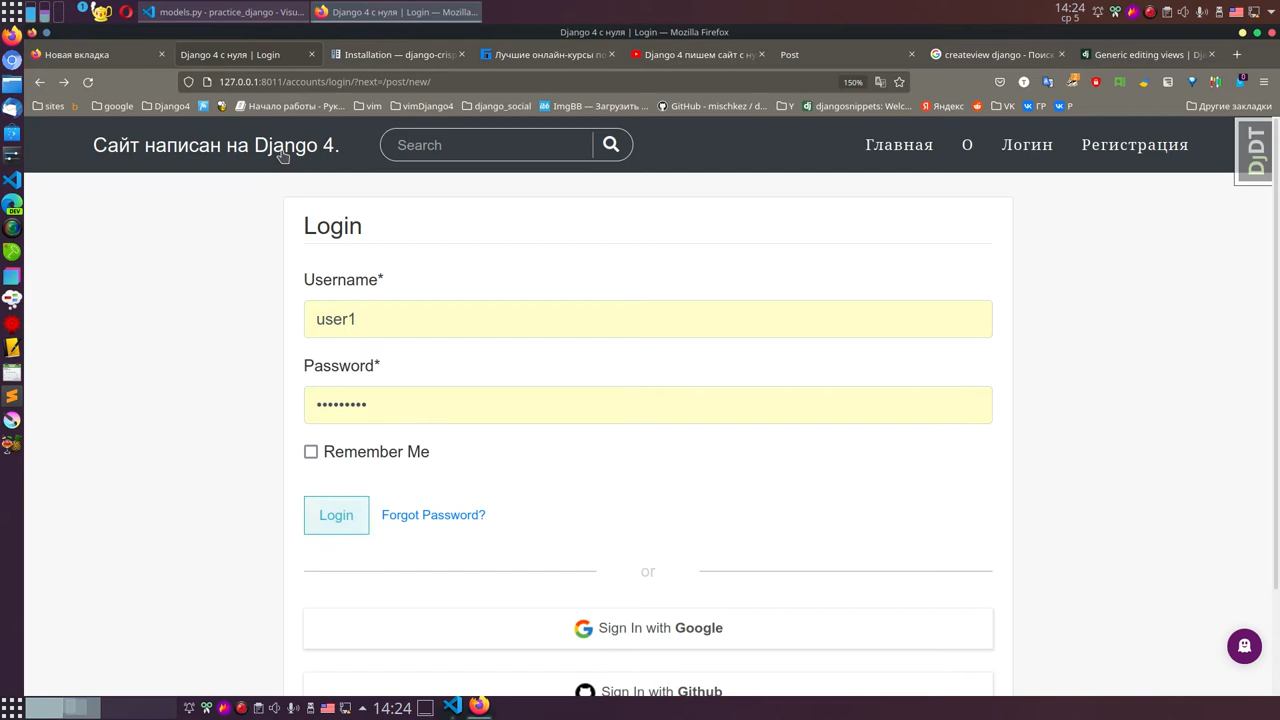 models.py - practice_django - Visu...
Django 4 с нуля | Login — Mozilla...
14:24
ср 5
Django 4 с нуля | Login — Mozilla Firefox
Новая вкладка
Django 4 с нуля | Login
Installation — django-crisp
Лучшие онлайн-курсы по
Django 4 пишем сайт с ну
Post
createview django - Поиск
Generic editing views | Dj
127.0.0.1:8011/accounts/login/?next=/post/new/
150%
sites
b
google
Django4
Начало работы - Рук...
vim
vimDjango4
django_social
ImgBB — Загрузить ...
GitHub - mischkez / d...
Y
djangosnippets: Welc...
Яндекс
VK
ГР
Р
Другие закладки
Сайт написан на Django 4.
Search
Главная
О
Логин
Регистрация
DjDT
Login
Username*
user1
Password*
•••••••••
Remember Me
Login
Forgot Password?
or
Sign In with Google
Sign In with Github
DEV
14:24